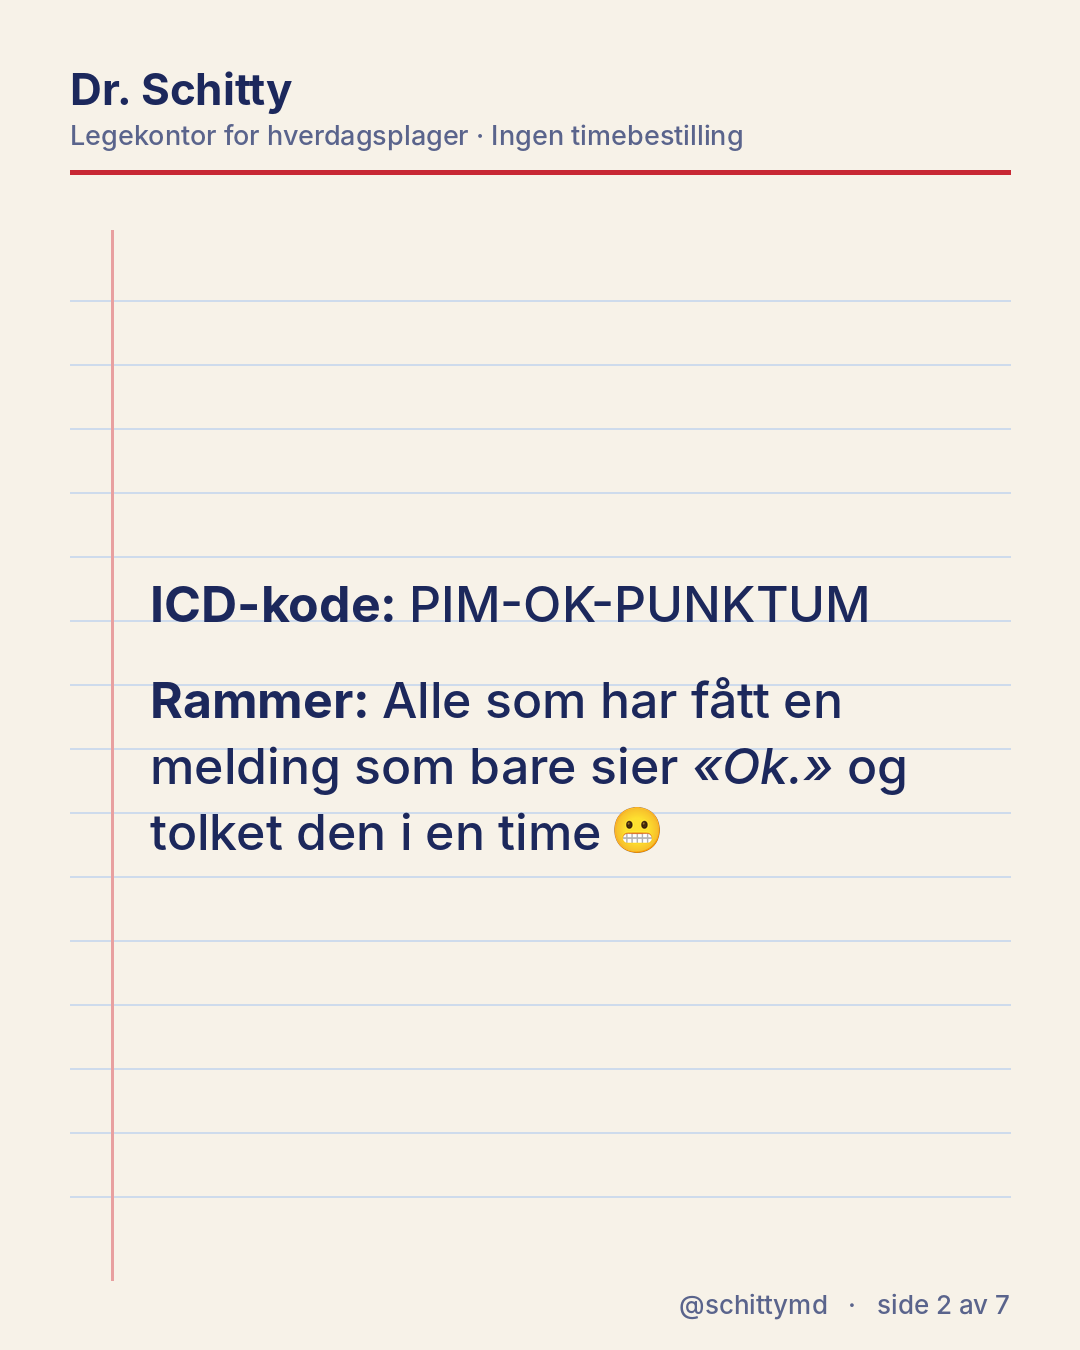 Dr. Schitty
Legekontor for hverdagsplager · Ingen timebestilling
ICD-kode: PIM-OK-PUNKTUM
Rammer: Alle som har fått en
melding som bare sier «Ok.» og
tolket den i en time 😬
@schittymd · side 2 av 7